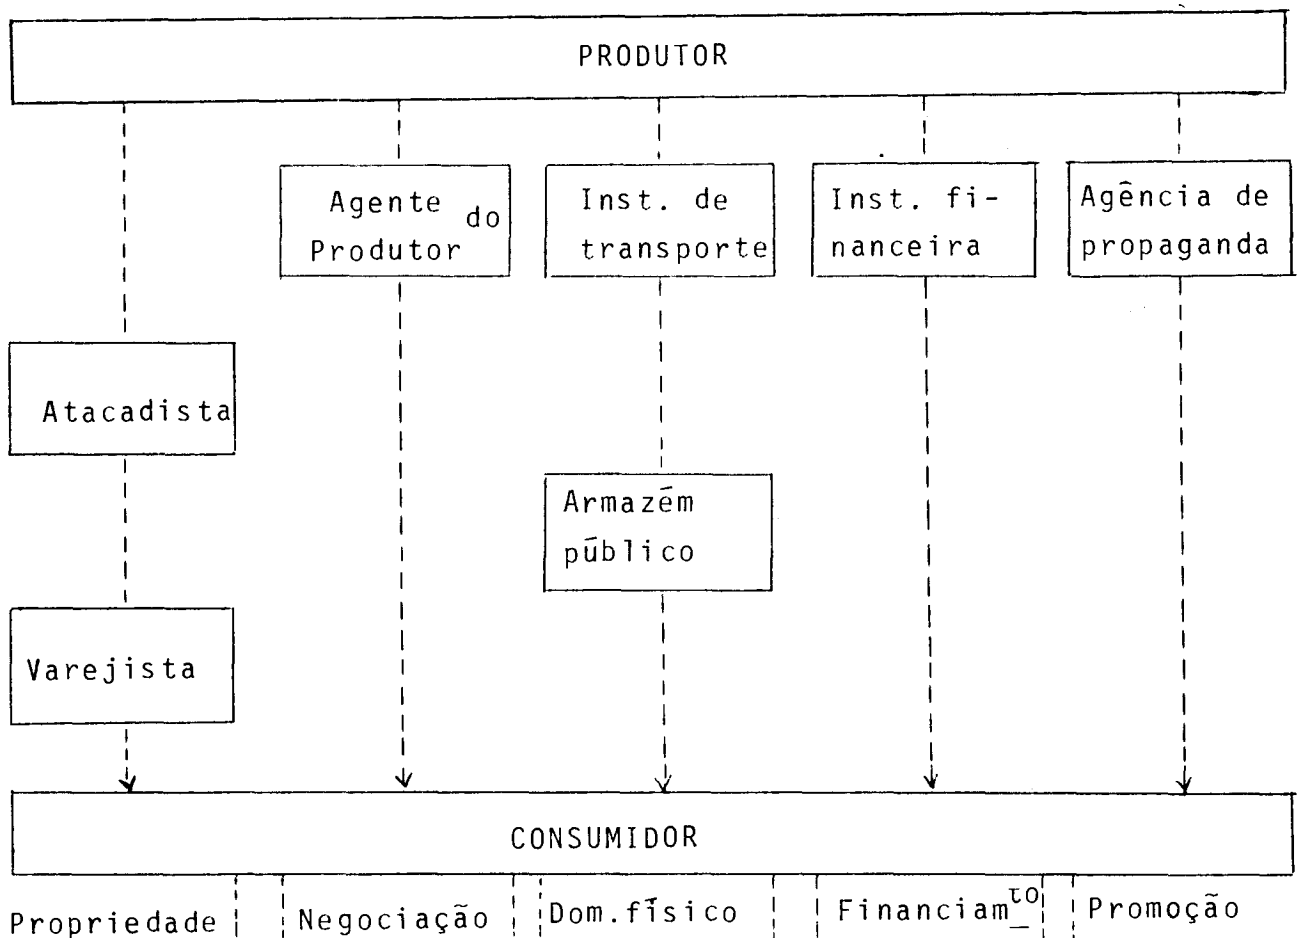 PRODUTOR
Agente do
Produtor
Inst. de
transporte
Inst. fi-
nanceira
Agência de
propaganda
Atacadista
Armazém
público
Varejista
CONSUMIDOR
Propriedade
Negociação
Dom.físico
Financiamto
Promoção